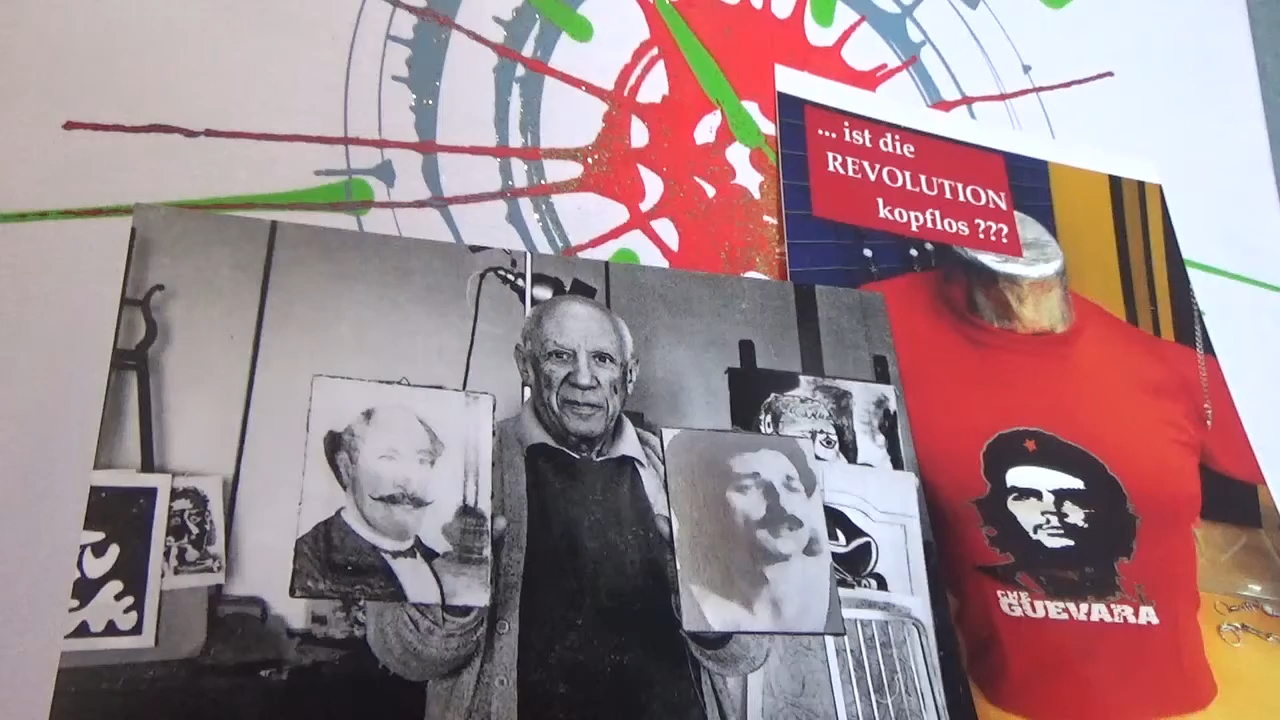 ... ist die
REVOLUTION
kopflos ???
CHE
GUEVARA